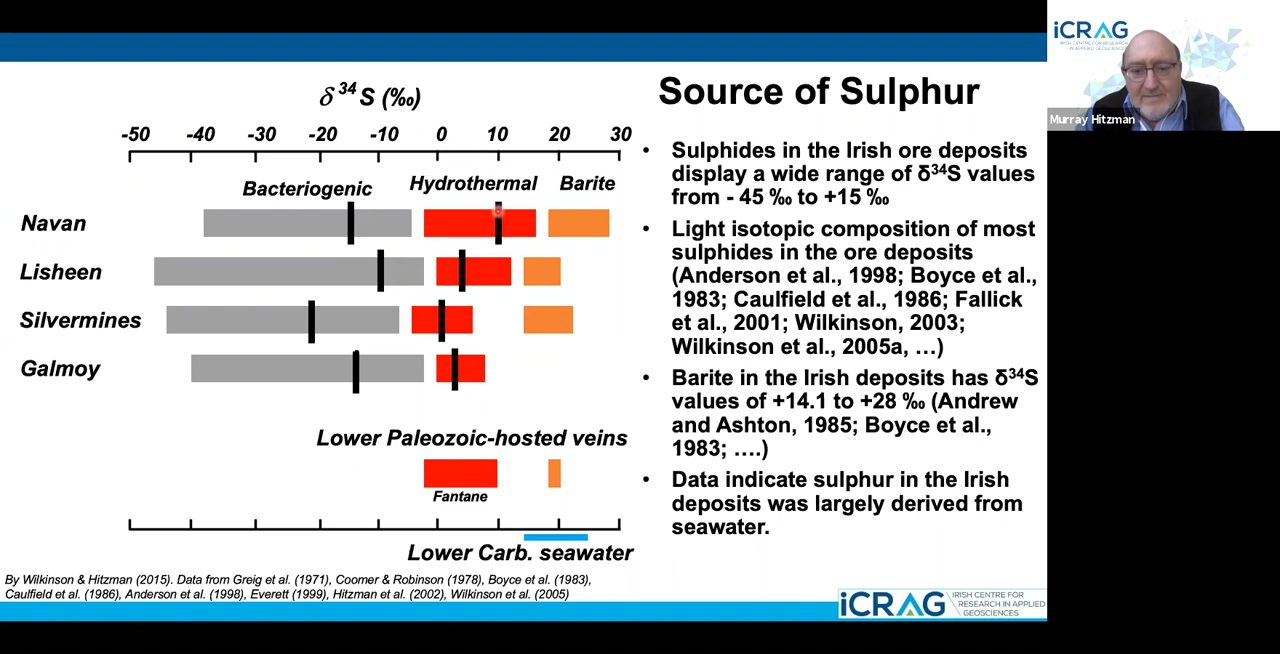 iCRAG
IRISH CENTRE FOR RESEARCH
IN APPLIED GEOSCIENCES
Murray Hitzman
δ ³⁴ S (‰)
-50 -40 -30 -20 -10 0 10 20 30
Bacteriogenic Hydrothermal Barite
Navan
Lisheen
Silvermines
Galmoy
Lower Paleozoic-hosted veins
Fantane
Lower Carb. seawater
By Wilkinson & Hitzman (2015). Data from Greig et al. (1971), Coomer & Robinson (1978), Boyce et al. (1983),
Caulfield et al. (1986), Anderson et al. (1998), Everett (1999), Hitzman et al. (2002), Wilkinson et al. (2005)
Source of Sulphur
• Sulphides in the Irish ore deposits
display a wide range of δ³⁴S values
from - 45 ‰ to +15 ‰
• Light isotopic composition of most
sulphides in the ore deposits
(Anderson et al., 1998; Boyce et al.,
1983; Caulfield et al., 1986; Fallick
et al., 2001; Wilkinson, 2003;
Wilkinson et al., 2005a, …)
• Barite in the Irish deposits has δ³⁴S
values of +14.1 to +28 ‰ (Andrew
and Ashton, 1985; Boyce et al.,
1983; ….)
• Data indicate sulphur in the Irish
deposits was largely derived from
seawater.
iCRAG
IRISH CENTRE FOR
RESEARCH IN APPLIED
GEOSCIENCES